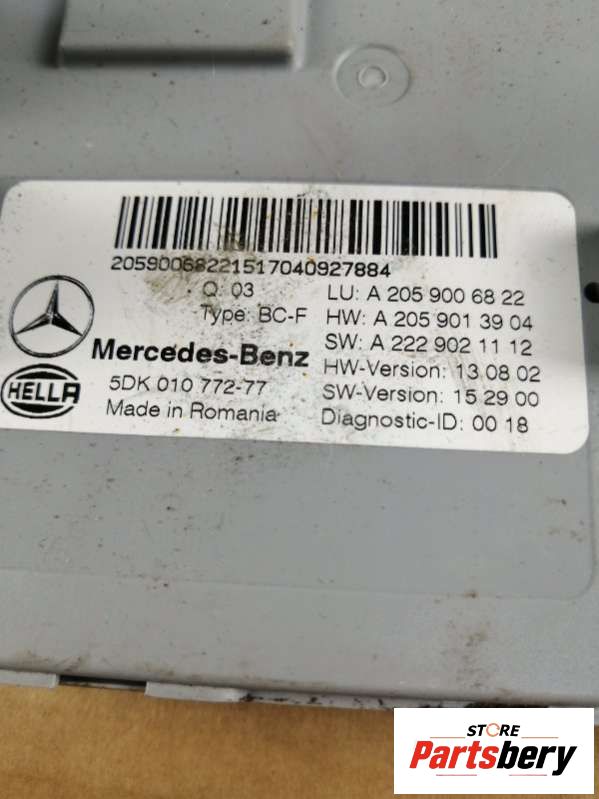 2059006822151704092​7884
Q 03
Type: BC-F
Mercedes-Benz
HELLA
5DK 010 772-77
Made in Romania
LU: A 205 900 68 22
HW: A 205 901 39 04
SW: A 222 902 11 12
HW-Version: 13 08 02
SW-Version: 15 29 00
Diagnostic-ID: 00 18
STORE
Partsbery